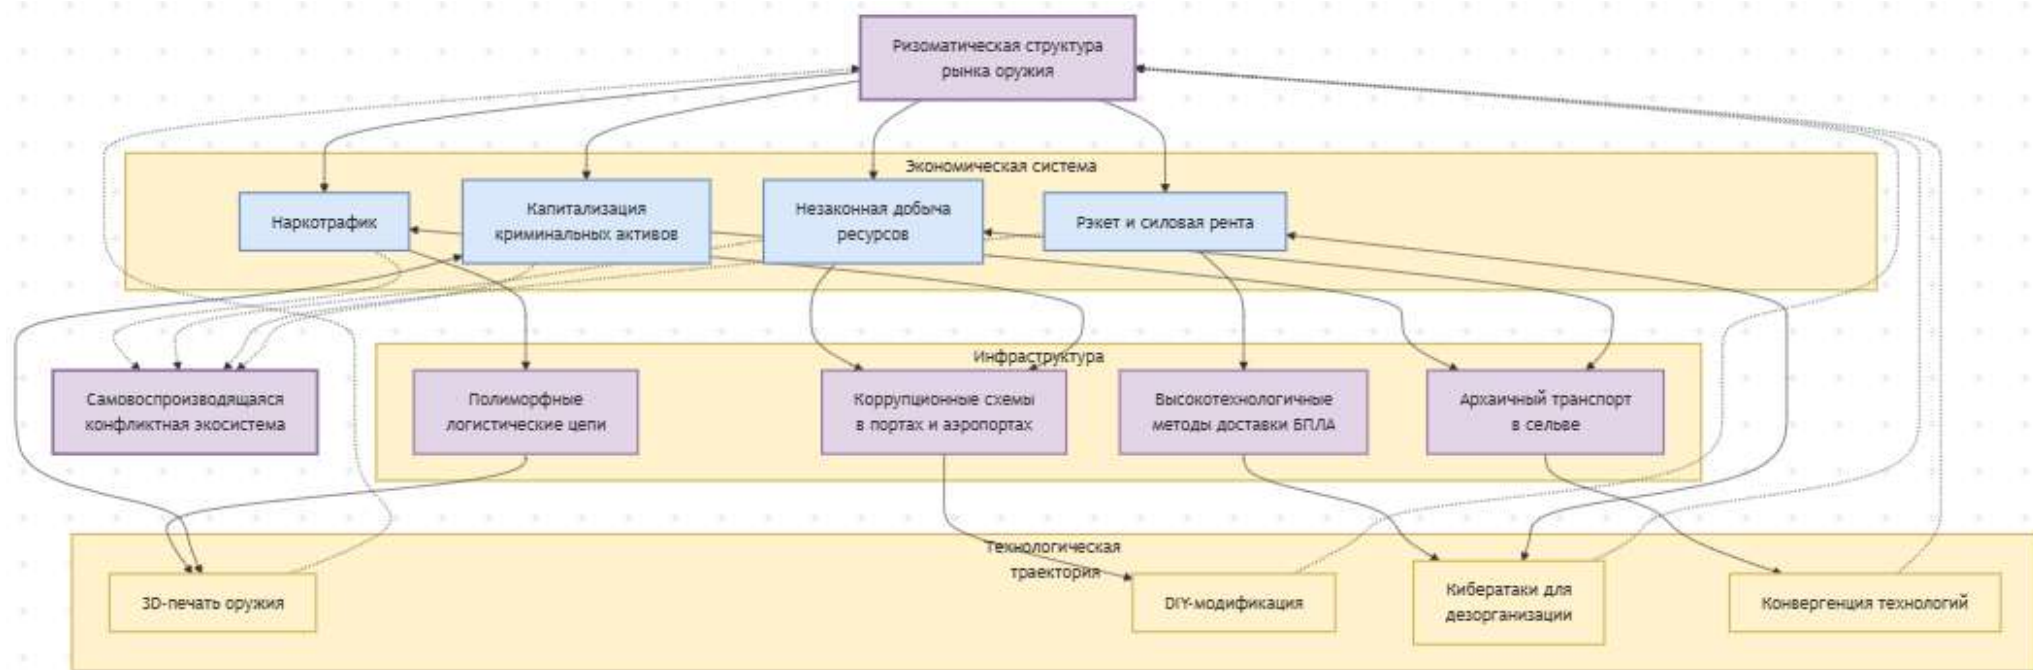 Ризоматическая структура
рынка оружия
Экономическая система
Наркотрафик
Капитализация
криминальных активов
Незаконная добыча
ресурсов
Рэкет и силовая рента
Инфраструктура
Самовоспроизводящаяся
конфликтная экосистема
Полиморфные
логистические цепи
Коррупционные схемы
в портах и аэропортах
Высокотехнологичные
методы доставки БПЛА
Архаичный транспорт
в сельве
Технологическая
траектория
3D-печать оружия
DIY-модификация
Кибератаки для
дезорганизации
Конвергенция технологий